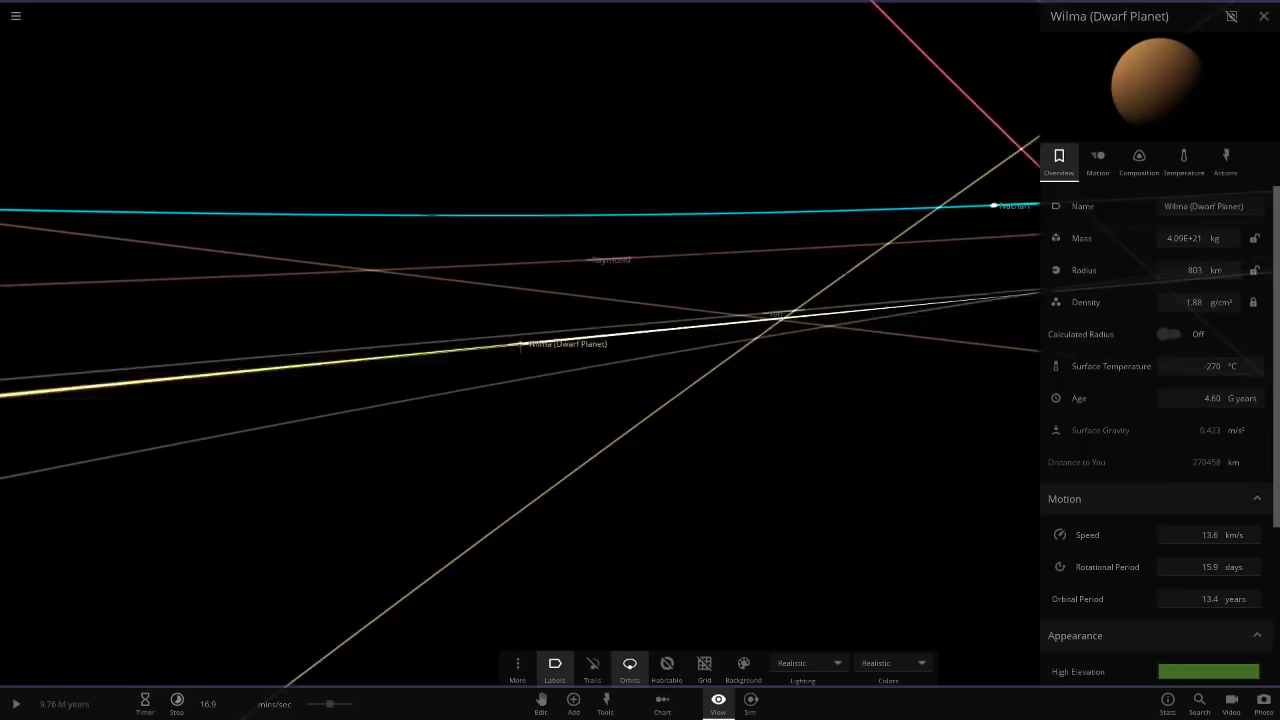 Wilma (Dwarf Planet)
Overview Motion Composition Temperature Actions
Name Wilma (Dwarf Planet)
Mass 4.09E+21 kg
Radius 803 km
Density 1.88 g/cm³
Calculated Radius Off
Surface Temperature -270 °C
Age 4.60 G years
Surface Gravity 0.423 m/s²
Distance to You 270458 km
Motion
Speed 13.6 km/s
Rotational Period 15.9 days
Orbital Period 13.4 years
Appearance
High Elevation
Nathan
Raymond
Wilma (Dwarf Planet)
More Labels Trails Orbits Habitable Grid Background
Realistic Realistic
Lighting Colors
9.76 M years
Timer Step 16.9 mins/sec
Edit Add Tools Chart View Sim
Stats Search Video Photo